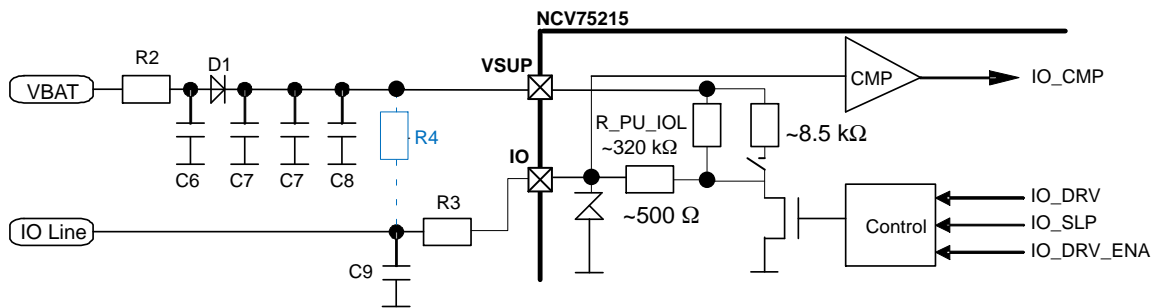 NCV75215
R2
D1
VSUP
CMP
IO_CMP
VBAT
R4
R_PU_IOL
~320 kΩ
~8.5 kΩ
IO
C6
C7
C7
C8
R3
~500 Ω
Control
IO_DRV
IO_SLP
IO_DRV_ENA
IO Line
C9